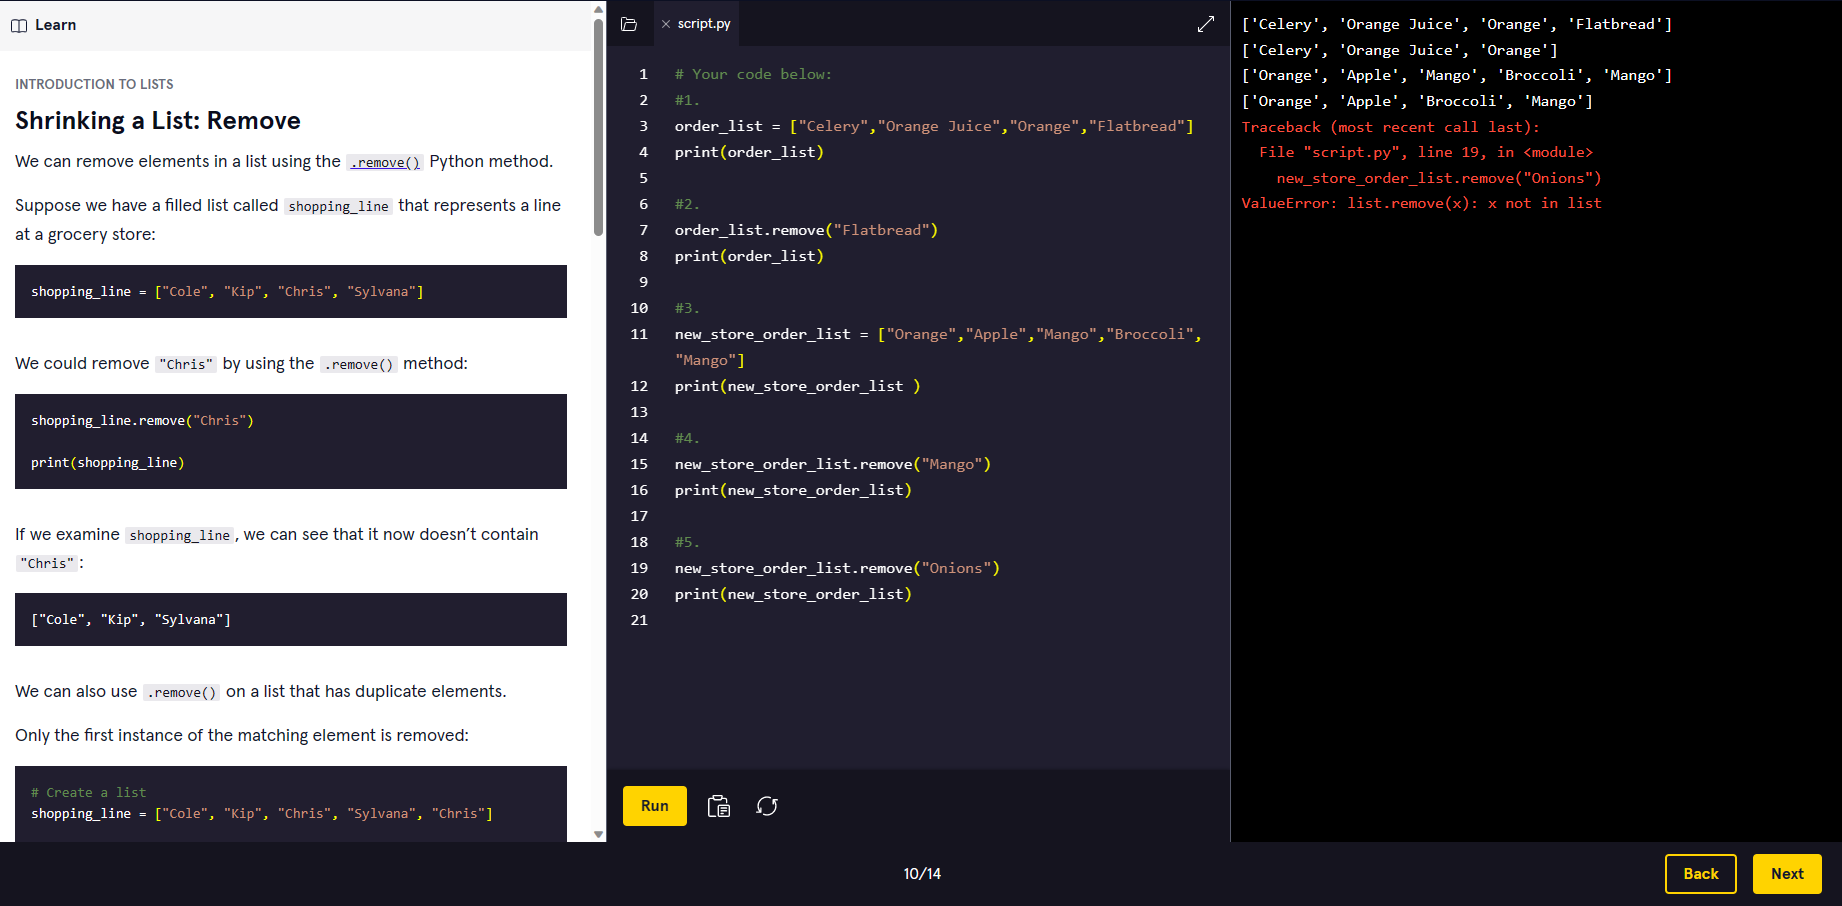 Learn
INTRODUCTION TO LISTS
Shrinking a List: Remove
We can remove elements in a list using the .remove() Python method.
Suppose we have a filled list called shopping_line that represents a line
at a grocery store:
shopping_line = ["Cole", "Kip", "Chris", "Sylvana"]
We could remove "Chris" by using the .remove() method:
shopping_line.remove("Chris")
print(shopping_line)
If we examine shopping_line, we can see that it now doesn’t contain
"Chris":
["Cole", "Kip", "Sylvana"]
We can also use .remove() on a list that has duplicate elements.
Only the first instance of the matching element is removed:
# Create a list
shopping_line = ["Cole", "Kip", "Chris", "Sylvana", "Chris"]
script.py
1 # Your code below:
2 #1.
3 order_list = ["Celery","Orange Juice","Orange","Flatbread"]
4 print(order_list)
5
6 #2.
7 order_list.remove("Flatbread")
8 print(order_list)
9
10 #3.
11 new_store_order_list = ["Orange","Apple","Mango","Broccoli",
"Mango"]
12 print(new_store_order_list )
13
14 #4.
15 new_store_order_list.remove("Mango")
16 print(new_store_order_list)
17
18 #5.
19 new_store_order_list.remove("Onions")
20 print(new_store_order_list)
21
Run
['Celery', 'Orange Juice', 'Orange', 'Flatbread']
['Celery', 'Orange Juice', 'Orange']
['Orange', 'Apple', 'Mango', 'Broccoli', 'Mango']
['Orange', 'Apple', 'Broccoli', 'Mango']
Traceback (most recent call last):
File "script.py", line 19, in <module>
new_store_order_list.remove("Onions")
ValueError: list.remove(x): x not in list
10/14
Back
Next